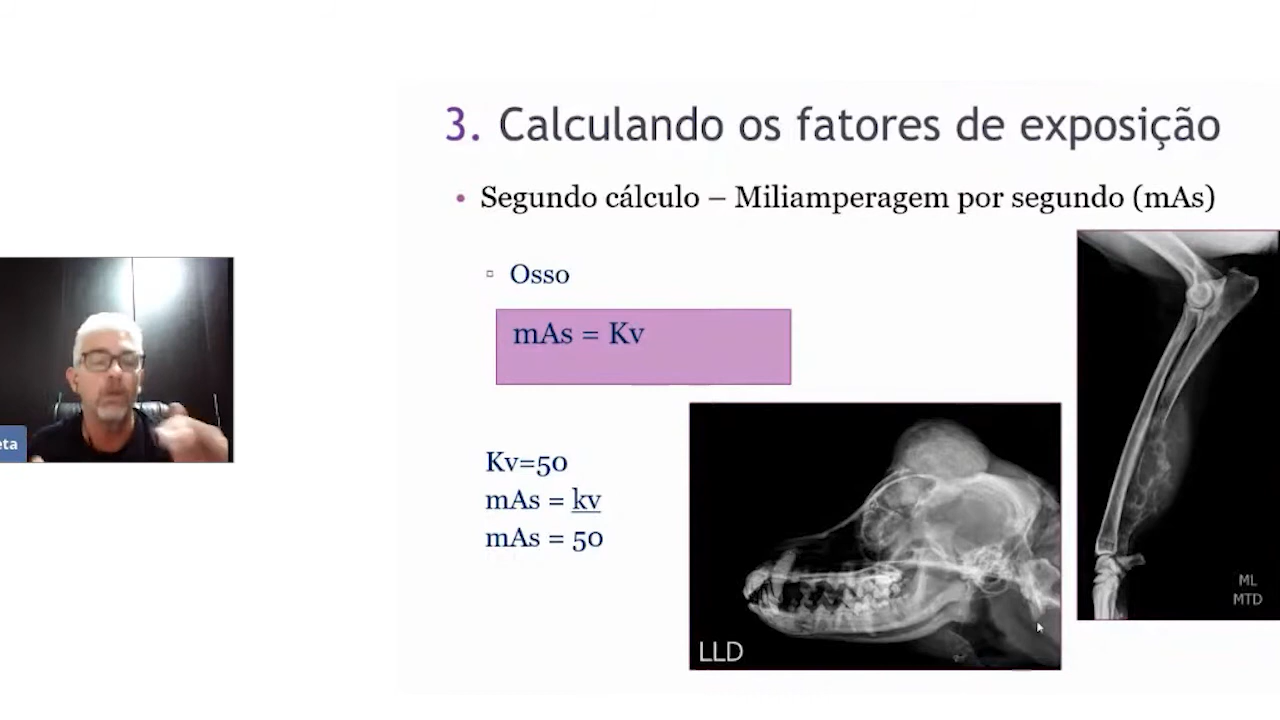 3. Calculando os fatores de exposição
• Segundo cálculo – Miliamperagem por segundo (mAs)
▫ Osso
mAs = Kv
Kv=50
mAs = kv
mAs = 50
LLD
ML
MTD
eta